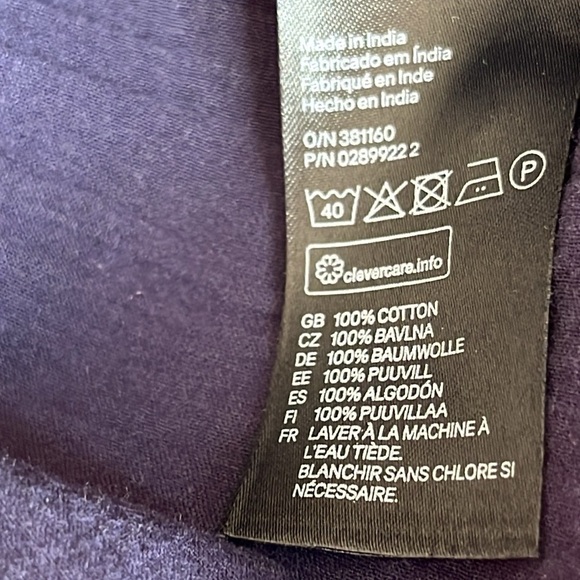 Made in India
Fabricado em Índia
Fabriqué en Inde
Hecho en India
O/N 381160
P/N 0289922 2
40 P
clevercare.info
GB 100% COTTON
CZ 100% BAVLNA
DE 100% BAUMWOLLE
EE 100% PUUVILL
ES 100% ALGODÓN
FI 100% PUUVILLAA
FR LAVER À LA MACHINE À
L'EAU TIÈDE.
BLANCHIR SANS CHLORE SI
NÉCESSAIRE.